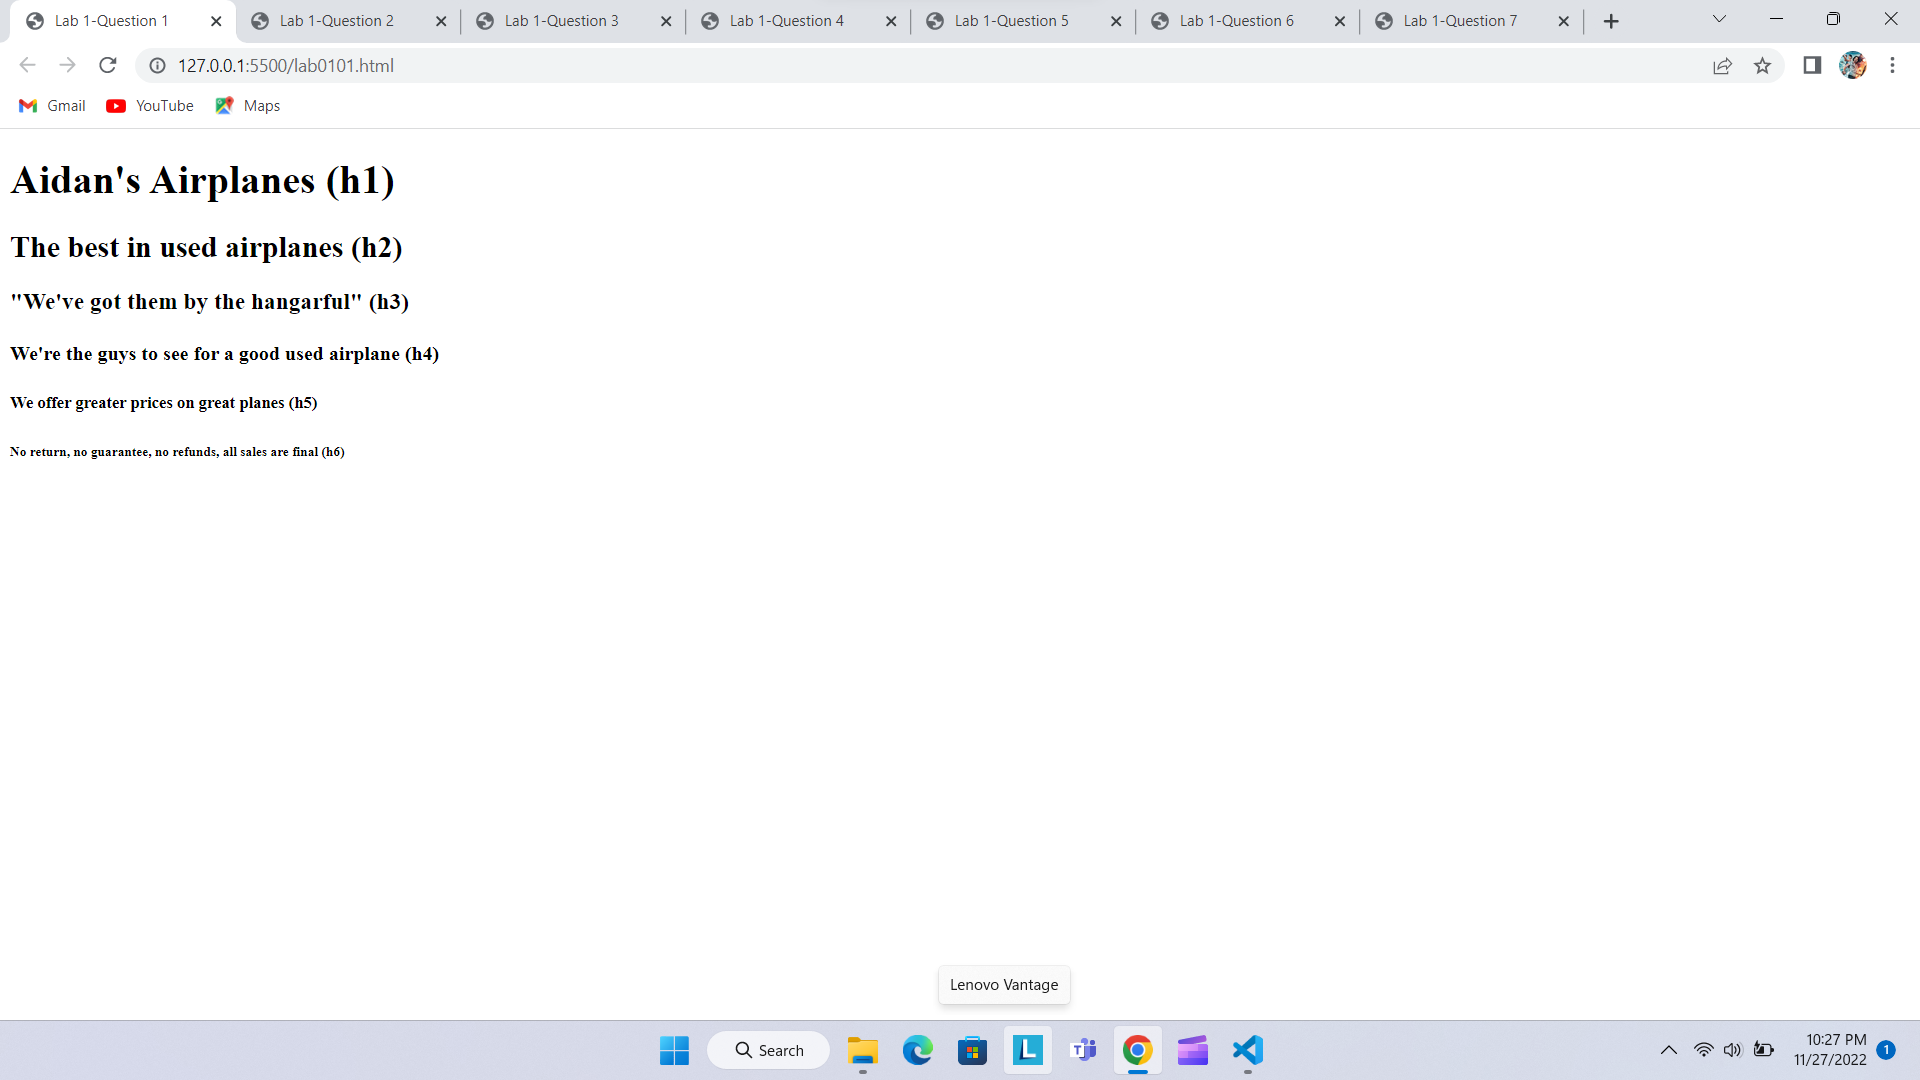 Lab 1-Question 1
Lab 1-Question 2
Lab 1-Question 3
Lab 1-Question 4
Lab 1-Question 5
Lab 1-Question 6
Lab 1-Question 7
127.0.0.1:5500/lab0101.html
Gmail
YouTube
Maps
Aidan's Airplanes (h1)
The best in used airplanes (h2)
"We've got them by the hangarful" (h3)
We're the guys to see for a good used airplane (h4)
We offer greater prices on great planes (h5)
No return, no guarantee, no refunds, all sales are final (h6)
Lenovo Vantage
Search
10:27 PM
11/27/2022
1